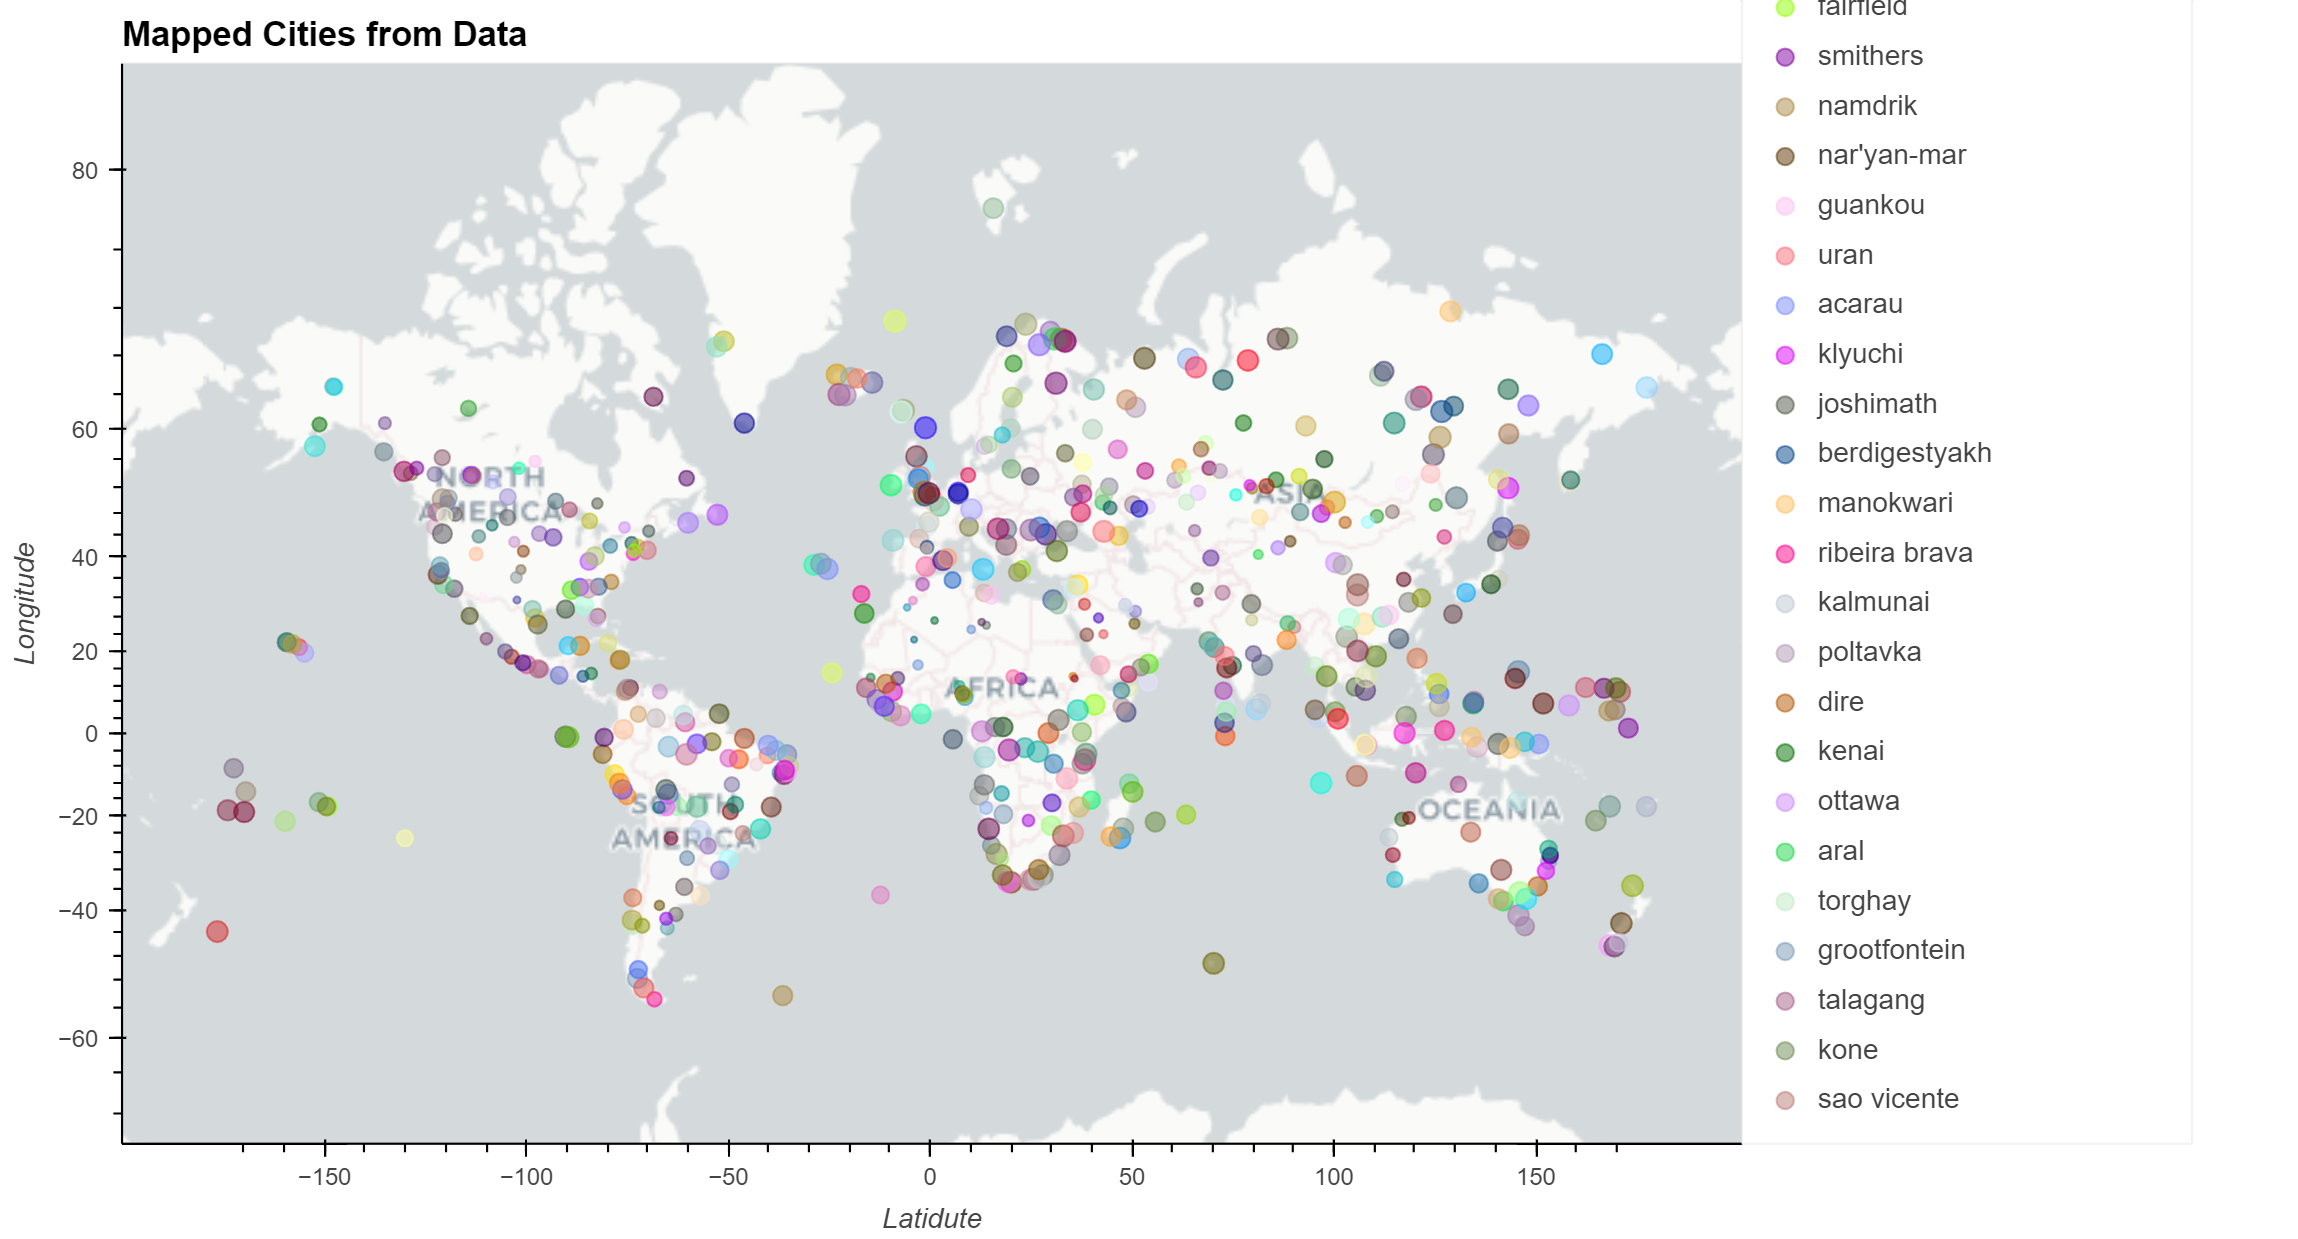 Mapped Cities from Data
fairfield
smithers
namdrik
nar'yan-mar
guankou
uran
acarau
klyuchi
joshimath
berdigestyakh
manokwari
ribeira brava
kalmunai
poltavka
dire
kenai
ottawa
aral
torghay
grootfontein
talagang
kone
sao vicente
80
60
40
20
0
−20
−40
−60
Longitude
NORTH
AMERICA
ASIA
AFRICA
SOUTH
AMERICA
OCEANIA
−150
−100
−50
0
50
100
150
Latidute